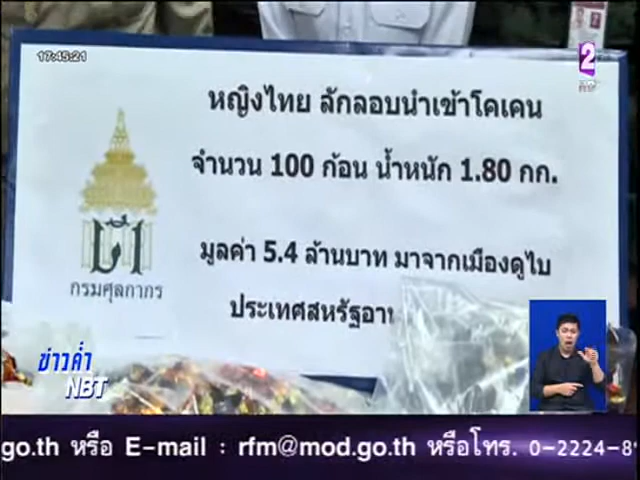 17:45:21
2
หญิงไทย ลักลอบนำเข้าโคเคน
จำนวน 100 ก้อน น้ำหนัก 1.80 กก.
มูลค่า 5.4 ล้านบาท มาจากเมืองดูไบ
กรมศุลกากร
ประเทศสหรัฐอา
ข่าวค่ำ
NBT
go.th หรือ E-mail : rfm@mod.go.th หรือโทร. 0-2224-8